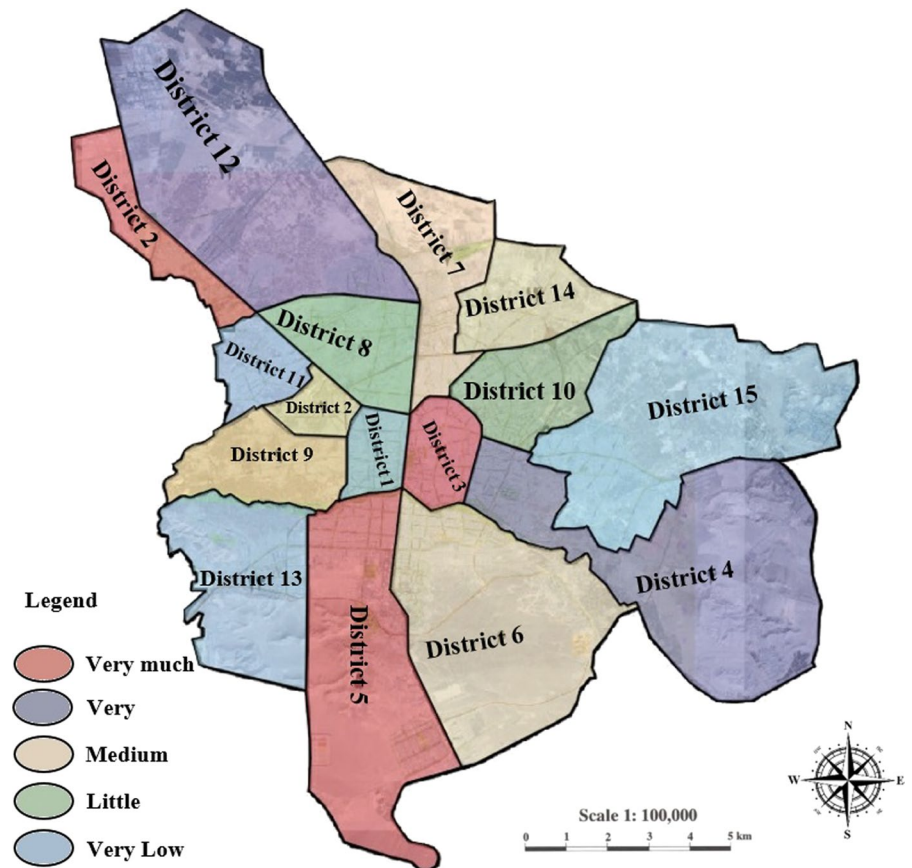 District 12
District 2
District 7
District 14
District 8
District 11
District 10
District 15
District 2
District 1
District 3
District 9
District 4
District 13
District 6
District 5
Legend
Very much
Very
Medium
Little
Very Low
Scale 1: 100,000
0 1 2 3 4 5 km
N
W E
S